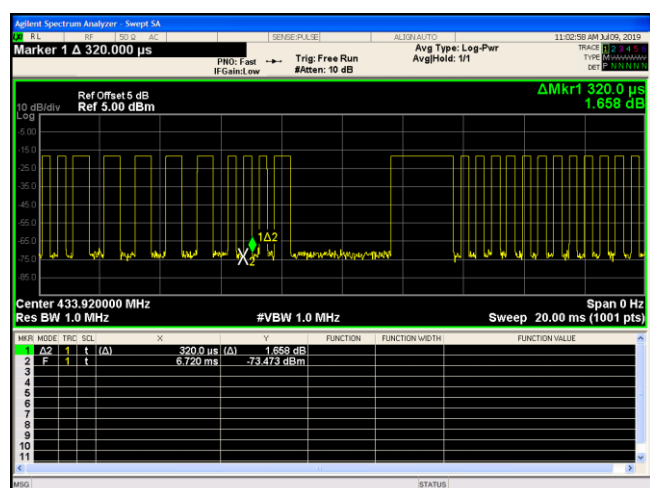 Agilent Spectrum Analyzer - Swept SA
RL RF 50 Ω AC SENSE:PULSE ALIGNAUTO 11:02:58 AM Jul 09, 2019
Marker 1 Δ 320.000 µs
PNO: Fast
IFGain:Low
Trig: Free Run
#Atten: 10 dB
Avg Type: Log-Pwr
Avg|Hold: 1/1
TRACE 1 2 3 4 5 6
TYPE M
DET P N N N N N
ΔMkr1 320.0 µs
1.658 dB
Ref Offset 5 dB
10 dB/div Ref 5.00 dBm
Log
-5.00
-15.0
-25.0
-35.0
-45.0
-55.0
-65.0
-75.0
-85.0
1Δ2
X2
Center 433.920000 MHz Span 0 Hz
Res BW 1.0 MHz #VBW 1.0 MHz Sweep 20.00 ms (1001 pts)
MKR MODE TRC SCL X Y FUNCTION FUNCTION WIDTH FUNCTION VALUE
1 Δ2 1 t (Δ) 320.0 µs (Δ) 1.658 dB
2 F 1 t 6.720 ms -73.473 dBm
3
4
5
6
7
8
9
10
11
MSG STATUS